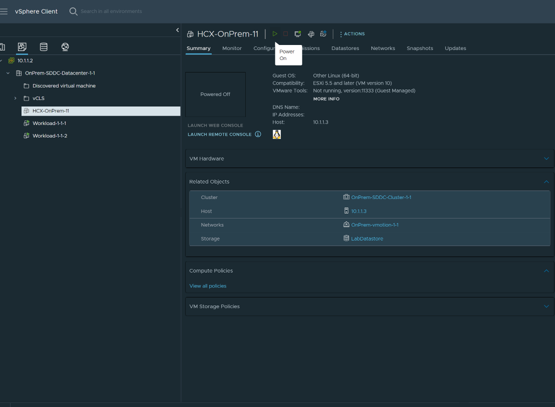 vSphere Client
Search in all environments
HCX-OnPrem-11
ACTIONS
Power
On
Summary
Monitor
Configu
ssions
Datastores
Networks
Snapshots
Updates
10.1.1.2
OnPrem-SDDC-Datacenter-1-1
Discovered virtual machine
vCLS
HCX-OnPrem-11
Workload-1-1-1
Workload-1-1-2
Powered Off
Guest OS: Other Linux (64-bit)
Compatibility: ESXi 5.5 and later (VM version 10)
VMware Tools: Not running, version:11333 (Guest Managed)
MORE INFO
DNS Name:
IP Addresses:
Host: 10.1.1.3
LAUNCH WEB CONSOLE
LAUNCH REMOTE CONSOLE
VM Hardware
Related Objects
Cluster OnPrem-SDDC-Cluster-1-1
Host 10.1.1.3
Networks OnPrem-vmotion-1-1
Storage LabDatastore
Compute Policies
View all policies
VM Storage Policies